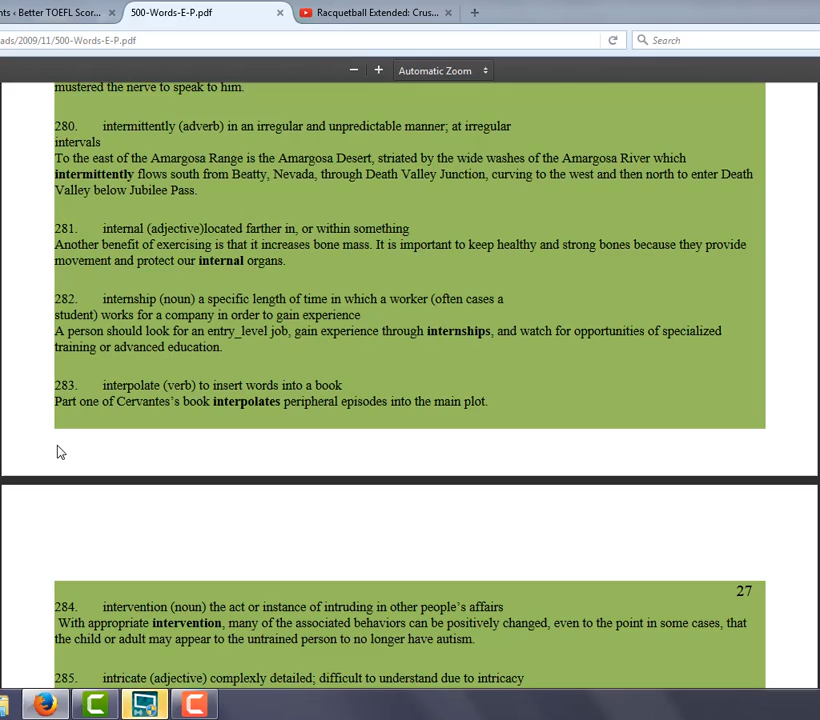 nts ‹ Better TOEFL Scor... × 500-Words-E-P.pdf × Racquetball Extended: Crus... × +
ads/2009/11/500-Words-E-P.pdf Search
− + Automatic Zoom
mustered the nerve to speak to him.
280. intermittently (adverb) in an irregular and unpredictable manner; at irregular
intervals
To the east of the Amargosa Range is the Amargosa Desert, striated by the wide washes of the Amargosa River which
intermittently flows south from Beatty, Nevada, through Death Valley Junction, curving to the west and then north to enter Death
Valley below Jubilee Pass.
281. internal (adjective)located farther in, or within something
Another benefit of exercising is that it increases bone mass. It is important to keep healthy and strong bones because they provide
movement and protect our internal organs.
282. internship (noun) a specific length of time in which a worker (often cases a
student) works for a company in order to gain experience
A person should look for an entry_level job, gain experience through internships, and watch for opportunities of specialized
training or advanced education.
283. interpolate (verb) to insert words into a book
Part one of Cervantes's book interpolates peripheral episodes into the main plot.
27
284. intervention (noun) the act or instance of intruding in other people's affairs
With appropriate intervention, many of the associated behaviors can be positively changed, even to the point in some cases, that
the child or adult may appear to the untrained person to no longer have autism.
285. intricate (adjective) complexly detailed; difficult to understand due to intricacy